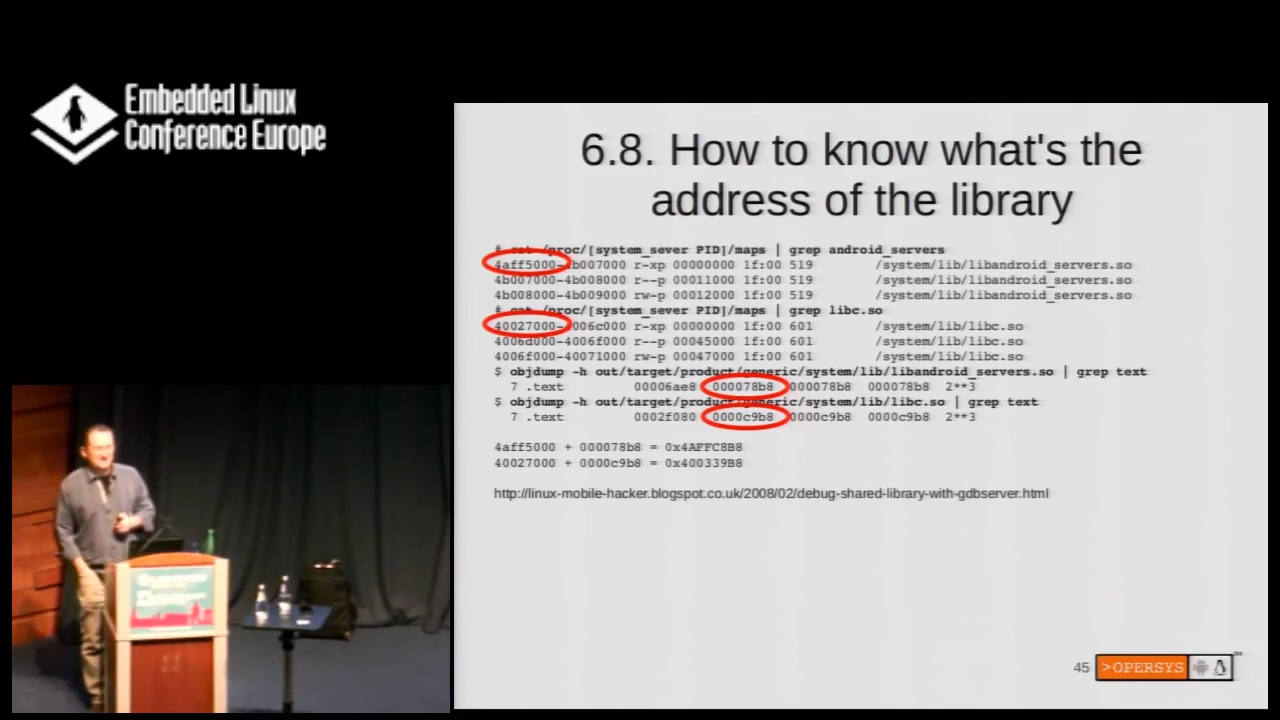 Embedded Linux
Conference Europe
6.8. How to know what's the
address of the library
# cat /proc/[system_sever PID]/maps | grep android_servers
4aff5000-4b007000 r-xp 00000000 1f:00 519 /system/lib/libandroid_servers.so
4b007000-4b008000 r--p 00011000 1f:00 519 /system/lib/libandroid_servers.so
4b008000-4b009000 rw-p 00012000 1f:00 519 /system/lib/libandroid_servers.so
# cat /proc/[system_sever PID]/maps | grep libc.so
40027000-4006c000 r-xp 00000000 1f:00 601 /system/lib/libc.so
4006d000-4006f000 r--p 00045000 1f:00 601 /system/lib/libc.so
4006f000-40071000 rw-p 00047000 1f:00 601 /system/lib/libc.so
$ objdump -h out/target/product/generic/system/lib/libandroid_servers.so | grep text
7 .text 00006ae8 000078b8 000078b8 000078b8 2**3
$ objdump -h out/target/product/generic/system/lib/libc.so | grep text
7 .text 0002f080 0000c9b8 0000c9b8 0000c9b8 2**3
4aff5000 + 000078b8 = 0x4AFFC8B8
40027000 + 0000c9b8 = 0x400339B8
http://linux-mobile-hacker.blogspot.co.uk/2008/02/debug-shared-library-with-gdbserver.html
45 >OPERSYS ™